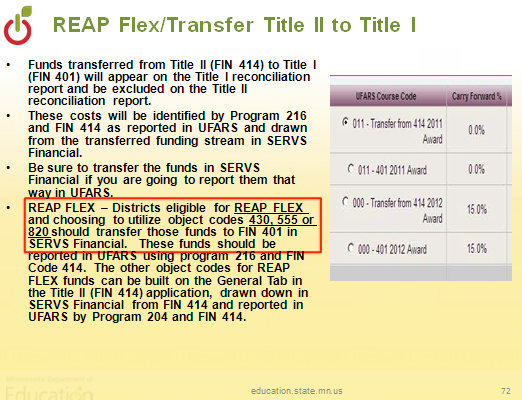 REAP Flex/Transfer Title II to Title I
• Funds transferred from Title II (FIN 414) to Title I
(FIN 401) will appear on the Title I reconciliation
report and be excluded on the Title II
reconciliation report.
• These costs will be identified by Program 216
and FIN 414 as reported in UFARS and drawn
from the transferred funding stream in SERVS
Financial.
• Be sure to transfer the funds in SERVS
Financial if you are going to report them that
way in UFARS.
• REAP FLEX – Districts eligible for REAP FLEX
and choosing to utilize object codes 430, 555 or
820 should transfer those funds to FIN 401 in
SERVS Financial. These funds should be
reported in UFARS using program 216 and FIN
Code 414. The other object codes for REAP
FLEX funds can be built on the General Tab in
the Title II (FIN 414) application, drawn down in
SERVS Financial from FIN 414 and reported in
UFARS by Program 204 and FIN 414.
UFARS Course Code Carry Forward %
011 - Transfer from 414 2011
Award
0.0%
011 - 401 2011 Award 0.0%
000 - Transfer from 414 2012
Award
15.0%
000 - 401 2012 Award 15.0%
Minnesota Department of
Education
education.state.mn.us
72